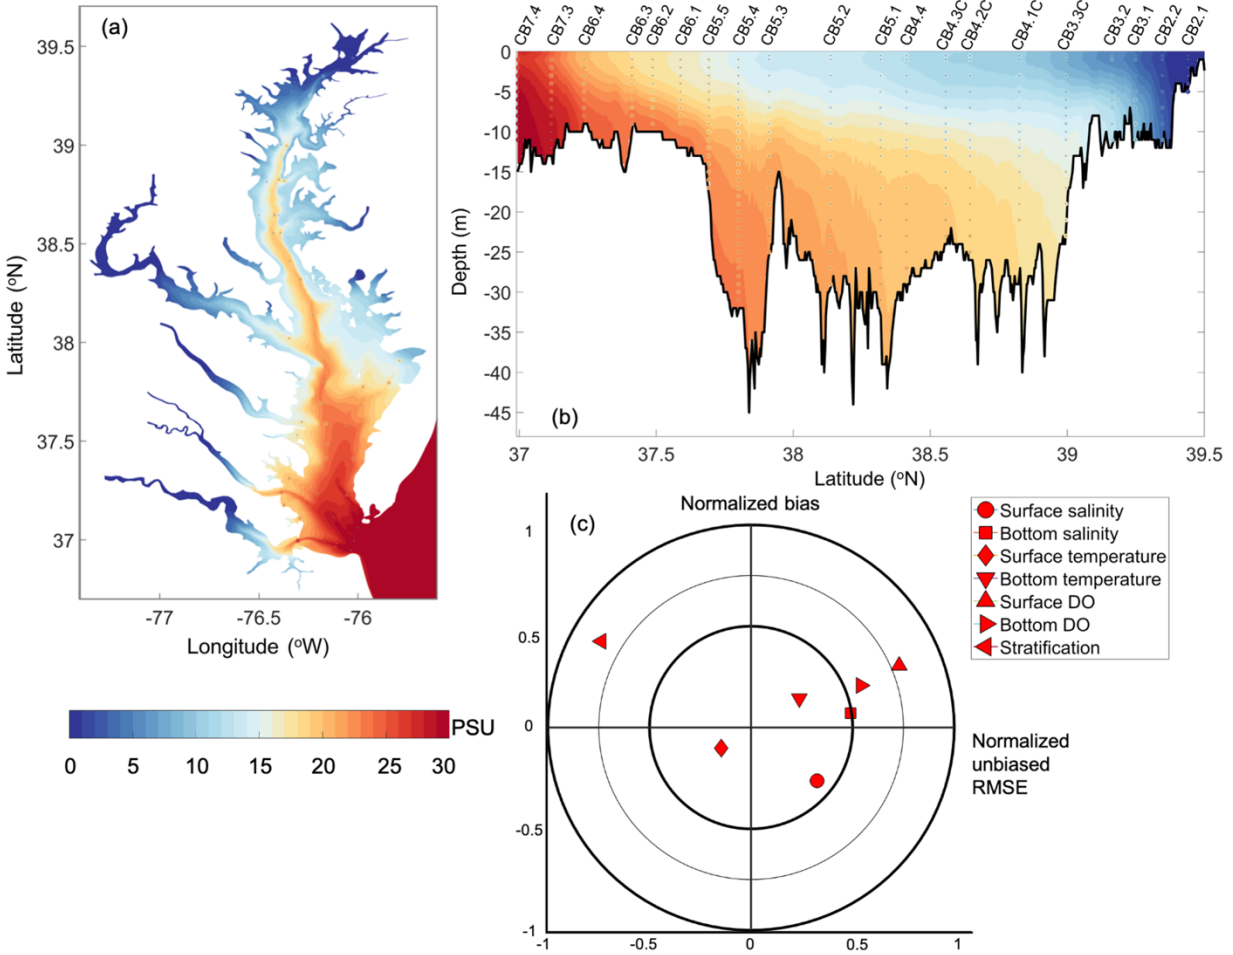 (a)
39.5
39
38.5
38
37.5
37
Latitude (°N)
-77
-76.5
-76
Longitude (°W)
PSU
0
5
10
15
20
25
30
CB7.4
CB7.3
CB6.4
CB6.3
CB6.2
CB6.1
CB5.5
CB5.4
CB5.3
CB5.2
CB5.1
CB4.4
CB4.3C
CB4.2C
CB4.1C
CB3.3C
CB3.2
CB3.1
CB2.2
CB2.1
0
-5
-10
-15
-20
-25
-30
-35
-40
-45
Depth (m)
(b)
37
37.5
38
38.5
39
39.5
Latitude (°N)
Normalized bias
(c)
1
0.5
0
-0.5
-1
-1
-0.5
0
0.5
1
Normalized
unbiased
RMSE
Surface salinity
Bottom salinity
Surface temperature
Bottom temperature
Surface DO
Bottom DO
Stratification